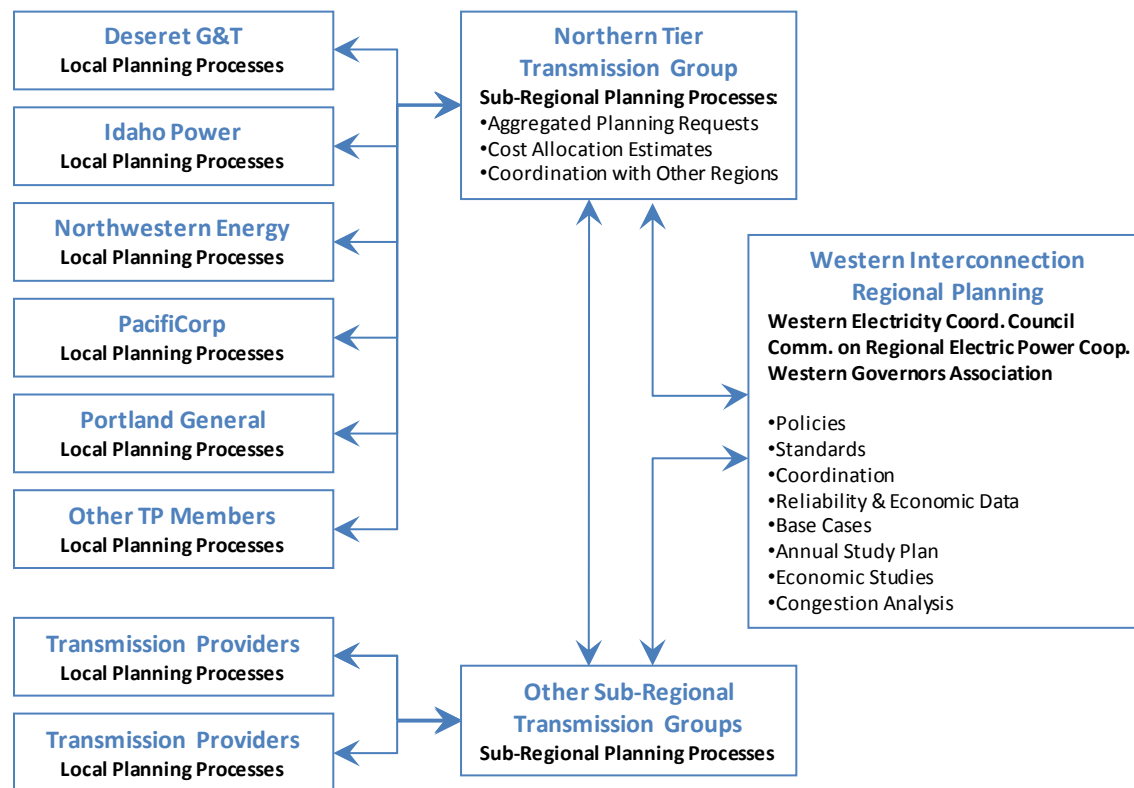 Deseret G&T
Local Planning Processes
Idaho Power
Local Planning Processes
Northwestern Energy
Local Planning Processes
PacifiCorp
Local Planning Processes
Portland General
Local Planning Processes
Other TP Members
Local Planning Processes
Transmission Providers
Local Planning Processes
Transmission Providers
Local Planning Processes
Northern Tier
Transmission Group
Sub-Regional Planning Processes:
•Aggregated Planning Requests
•Cost Allocation Estimates
•Coordination with Other Regions
Western Interconnection
Regional Planning
Western Electricity Coord. Council
Comm. on Regional Electric Power Coop.
Western Governors Association
•Policies
•Standards
•Coordination
•Reliability & Economic Data
•Base Cases
•Annual Study Plan
•Economic Studies
•Congestion Analysis
Other Sub-Regional
Transmission Groups
Sub-Regional Planning Processes